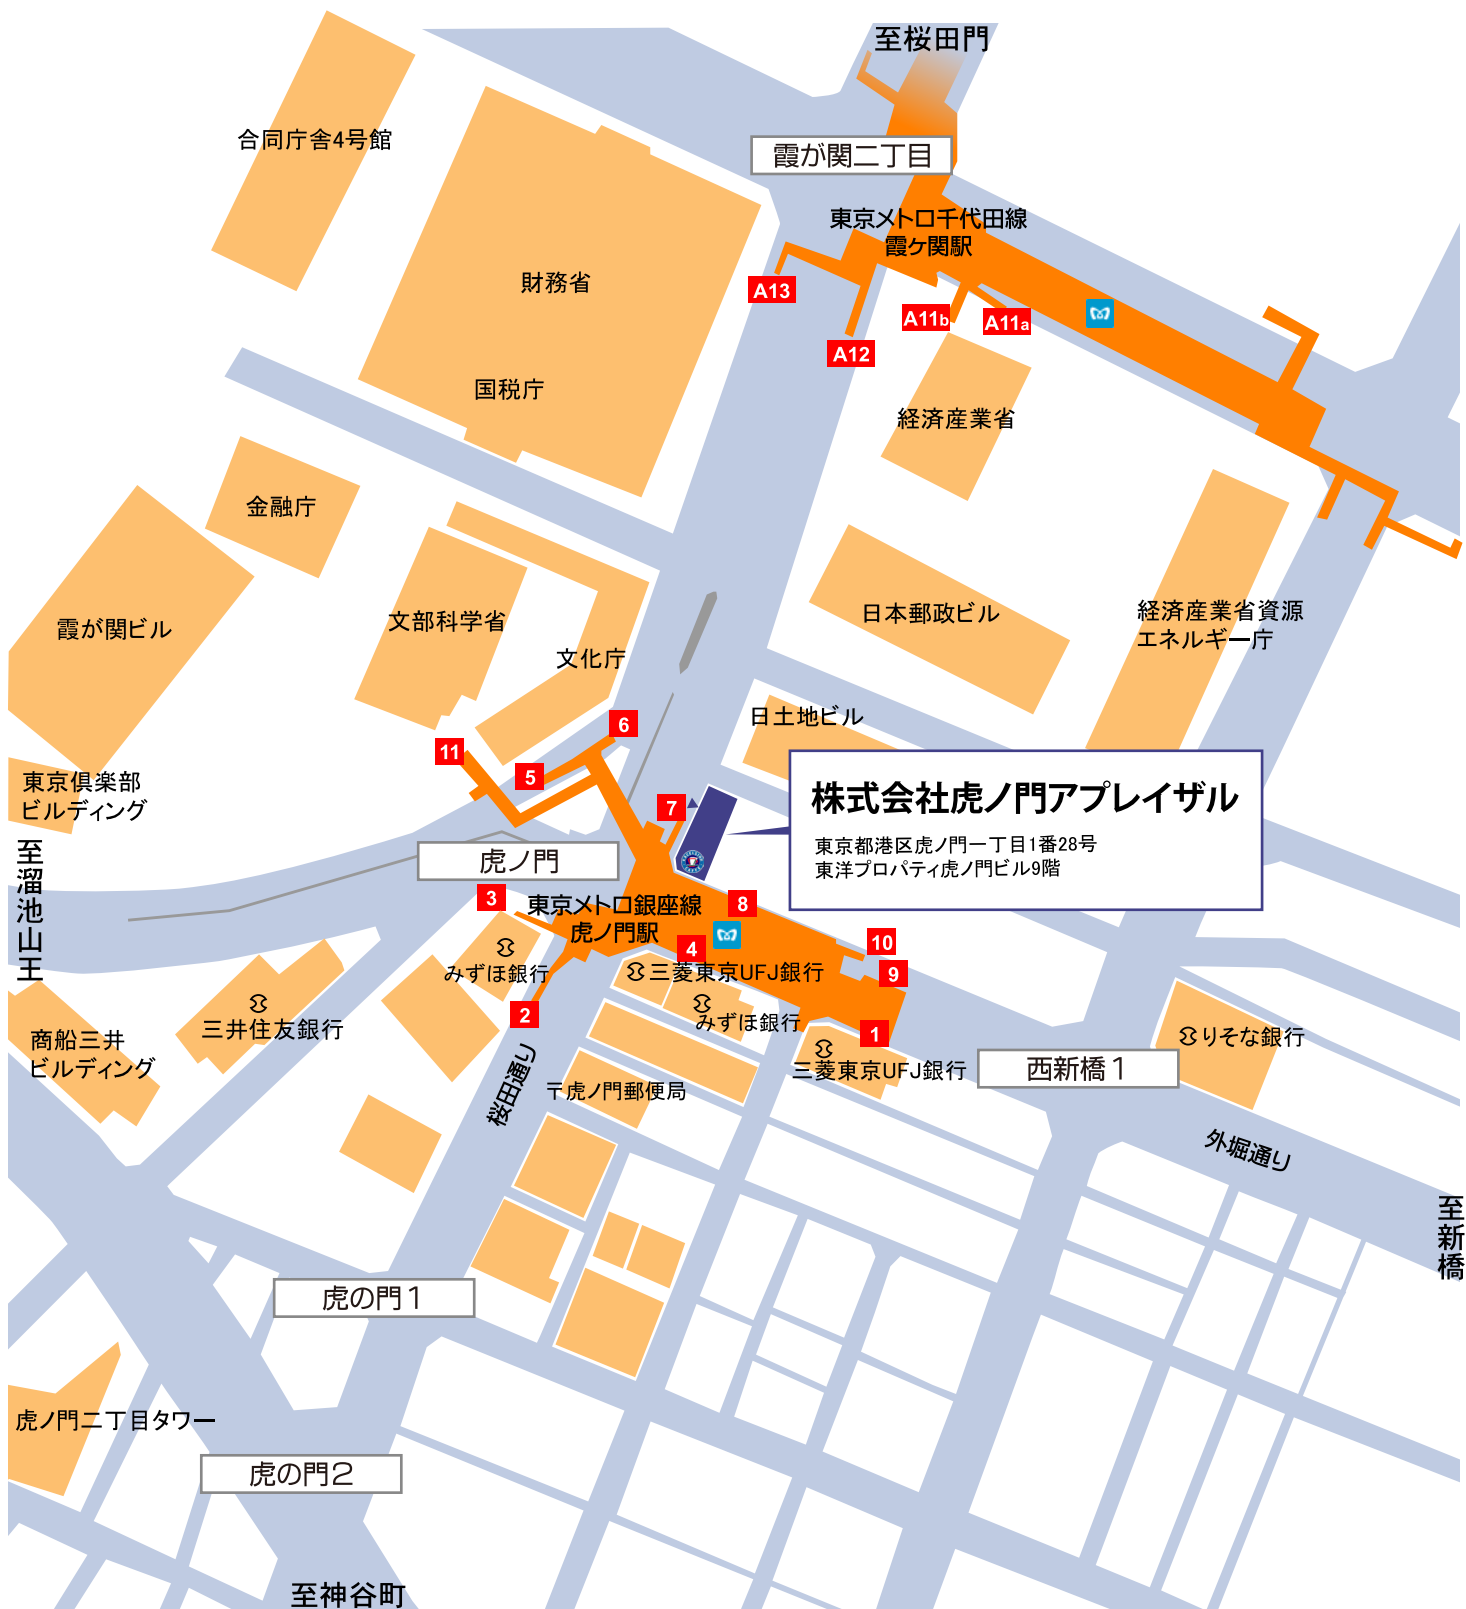 至桜田門
合同庁舎4号館
霞が関二丁目
東京メトロ千代田線
霞ケ関駅
財務省
A13
A11b
A11a
A12
国税庁
経済産業省
金融庁
霞が関ビル
文部科学省
文化庁
日本郵政ビル
経済産業省資源
エネルギー庁
日土地ビル
6
11
5
7
東京倶楽部
ビルディング
株式会社虎ノ門アプレイザル
東京都港区虎ノ門一丁目1番28号
東洋プロパティ虎ノ門ビル9階
至溜池山王
虎ノ門
3
東京メトロ銀座線
虎ノ門駅
8
4
10
9
みずほ銀行
三菱東京UFJ銀行
2
みずほ銀行
1
三井住友銀行
商船三井
ビルディング
三菱東京UFJ銀行
西新橋1
りそな銀行
桜田通り
〒虎ノ門郵便局
外堀通り
至新橋
虎の門1
虎ノ門二丁目タワー
虎の門2
至神谷町